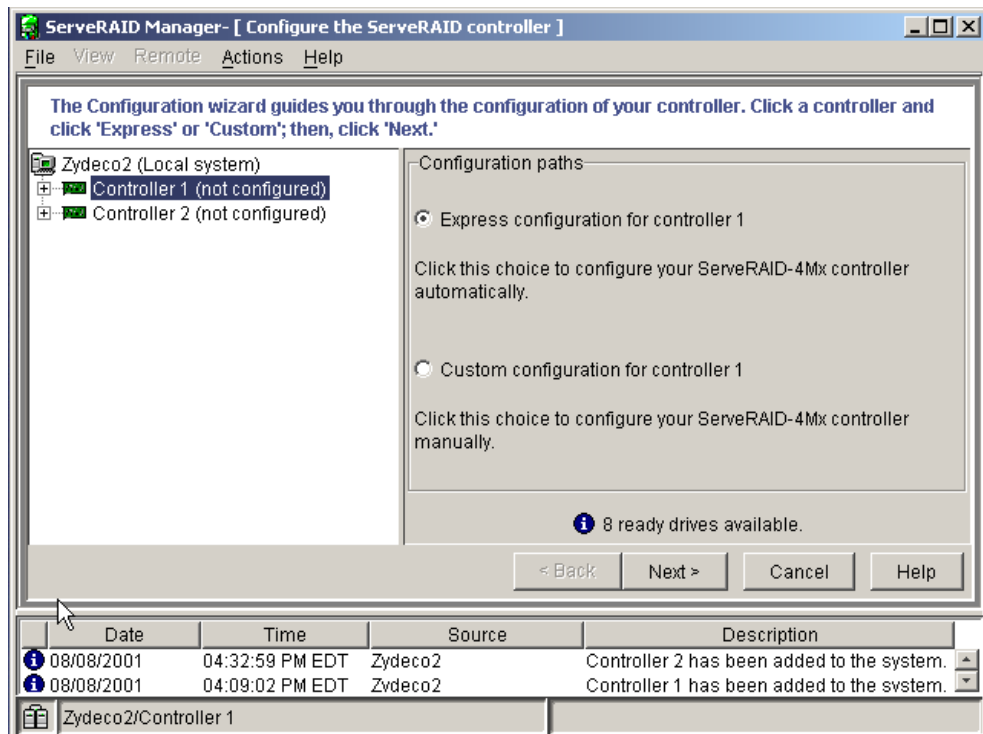 ServeRAID Manager- [ Configure the ServeRAID controller ]
File View Remote Actions Help
The Configuration wizard guides you through the configuration of your controller. Click a controller and
click 'Express' or 'Custom'; then, click 'Next.'
Zydeco2 (Local system)
Controller 1 (not configured)
Controller 2 (not configured)
Configuration paths
Express configuration for controller 1
Click this choice to configure your ServeRAID-4Mx controller
automatically.
Custom configuration for controller 1
Click this choice to configure your ServeRAID-4Mx controller
manually.
8 ready drives available.
< Back Next > Cancel Help
Date Time Source Description
08/08/2001 04:32:59 PM EDT Zydeco2 Controller 2 has been added to the system.
08/08/2001 04:09:02 PM EDT Zydeco2 Controller 1 has been added to the system.
Zydeco2/Controller 1